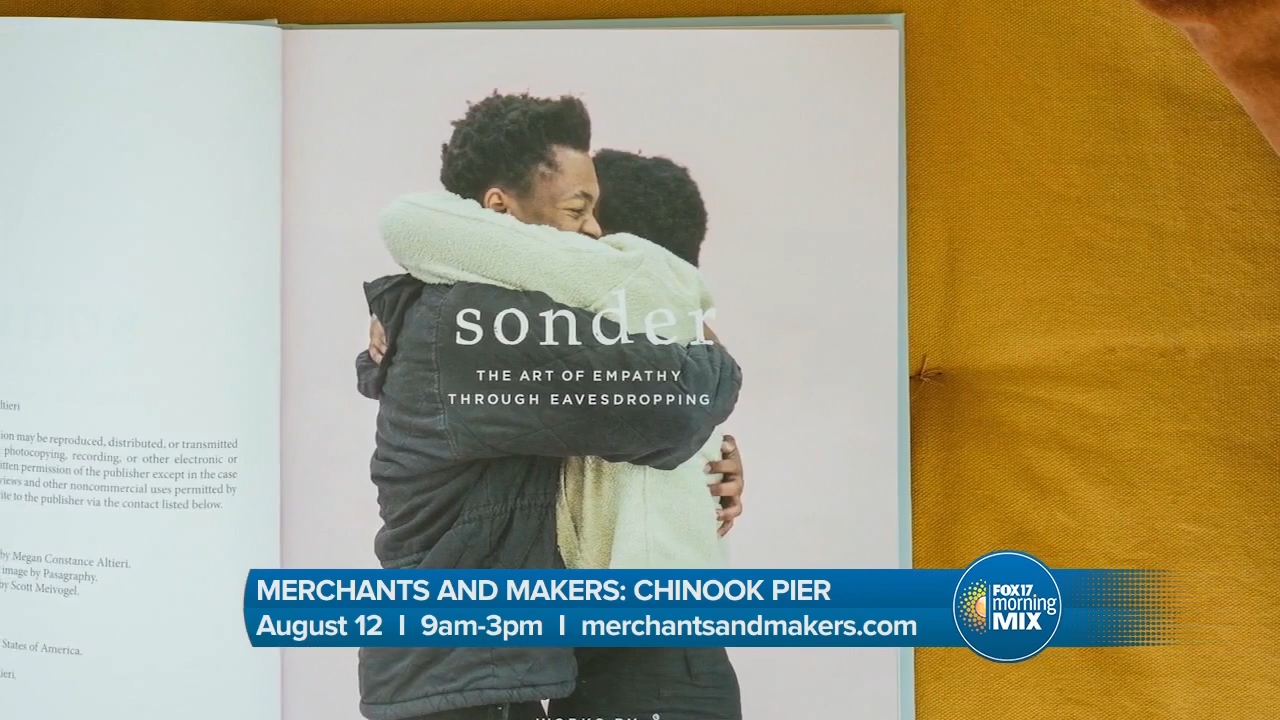 ltieri
ion may be reproduced, distributed, or transmitted
photocopying, recording, or other electronic or
itten permission of the publisher except in the case
views and other noncommercial uses permitted by
ite to the publisher via the contact listed below.
by Megan Constance Altieri.
image by Pasagraphy.
by Scott Meivogel.
States of America.
ieri.
sonder
THE ART OF EMPATHY
THROUGH EAVESDROPPING
MERCHANTS AND MAKERS: CHINOOK PIER
August 12 | 9am-3pm | merchantsandmakers.com
FOX17
morning
MIX